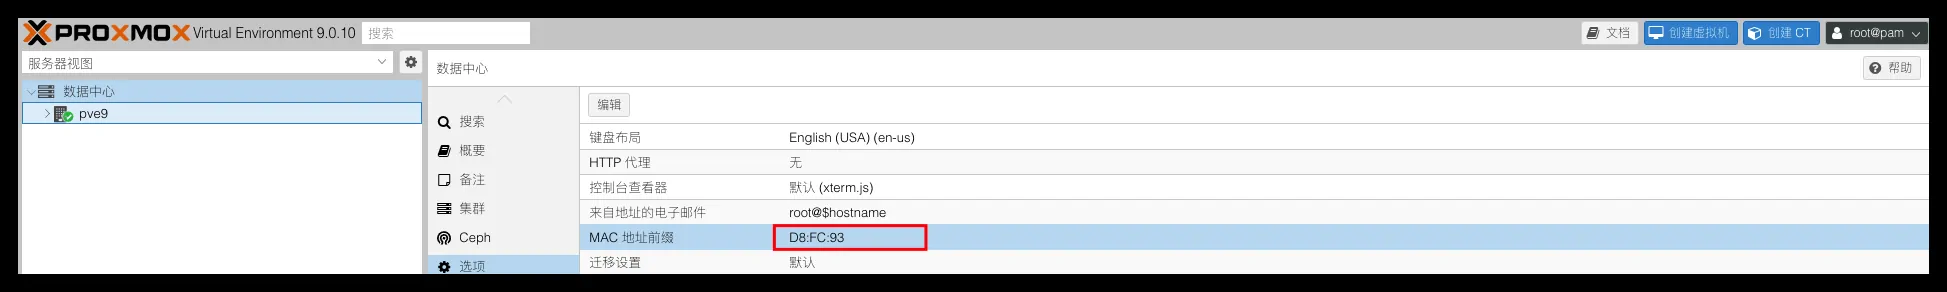 PROXMOX Virtual Environment 9.0.10 搜索 文档 创建虚拟机 创建 CT root@pam
服务器视图
数据中心
pve9
数据中心 帮助
搜索
概要
备注
集群
Ceph
选项
编辑
键盘布局 English (USA) (en-us)
HTTP 代理 无
控制台查看器 默认 (xterm.js)
来自地址的电子邮件 root@$hostname
MAC 地址前缀 D8:FC:93
迁移设置 默认